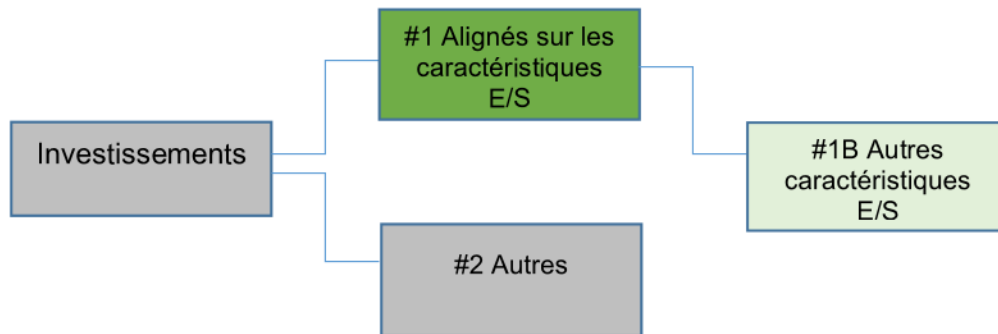 #1 Alignés sur les
caractéristiques
E/S
Investissements
#1B Autres
caractéristiques
E/S
#2 Autres